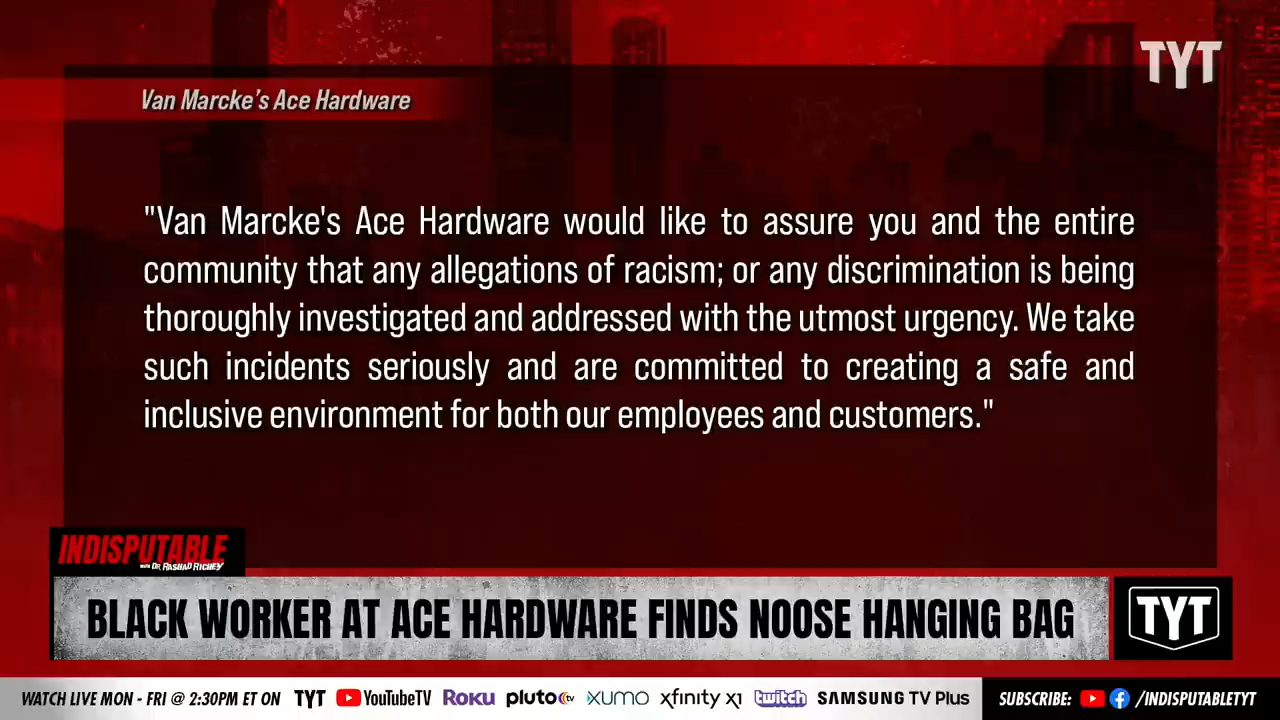 TYT
Van Marcke's Ace Hardware
"Van Marcke's Ace Hardware would like to assure you and the entire
community that any allegations of racism; or any discrimination is being
thoroughly investigated and addressed with the utmost urgency. We take
such incidents seriously and are committed to creating a safe and
inclusive environment for both our employees and customers."
INDISPUTABLE
WITH DR. RASHAD RICHEY
BLACK WORKER AT ACE HARDWARE FINDS NOOSE HANGING BAG
TYT
WATCH LIVE MON - FRI @ 2:30PM ET ON TYT YouTubeTV ROKU pluto tv XUMO xfinity X1 twitch SAMSUNG TV Plus SUBSCRIBE: /INDISPUTABLETYT